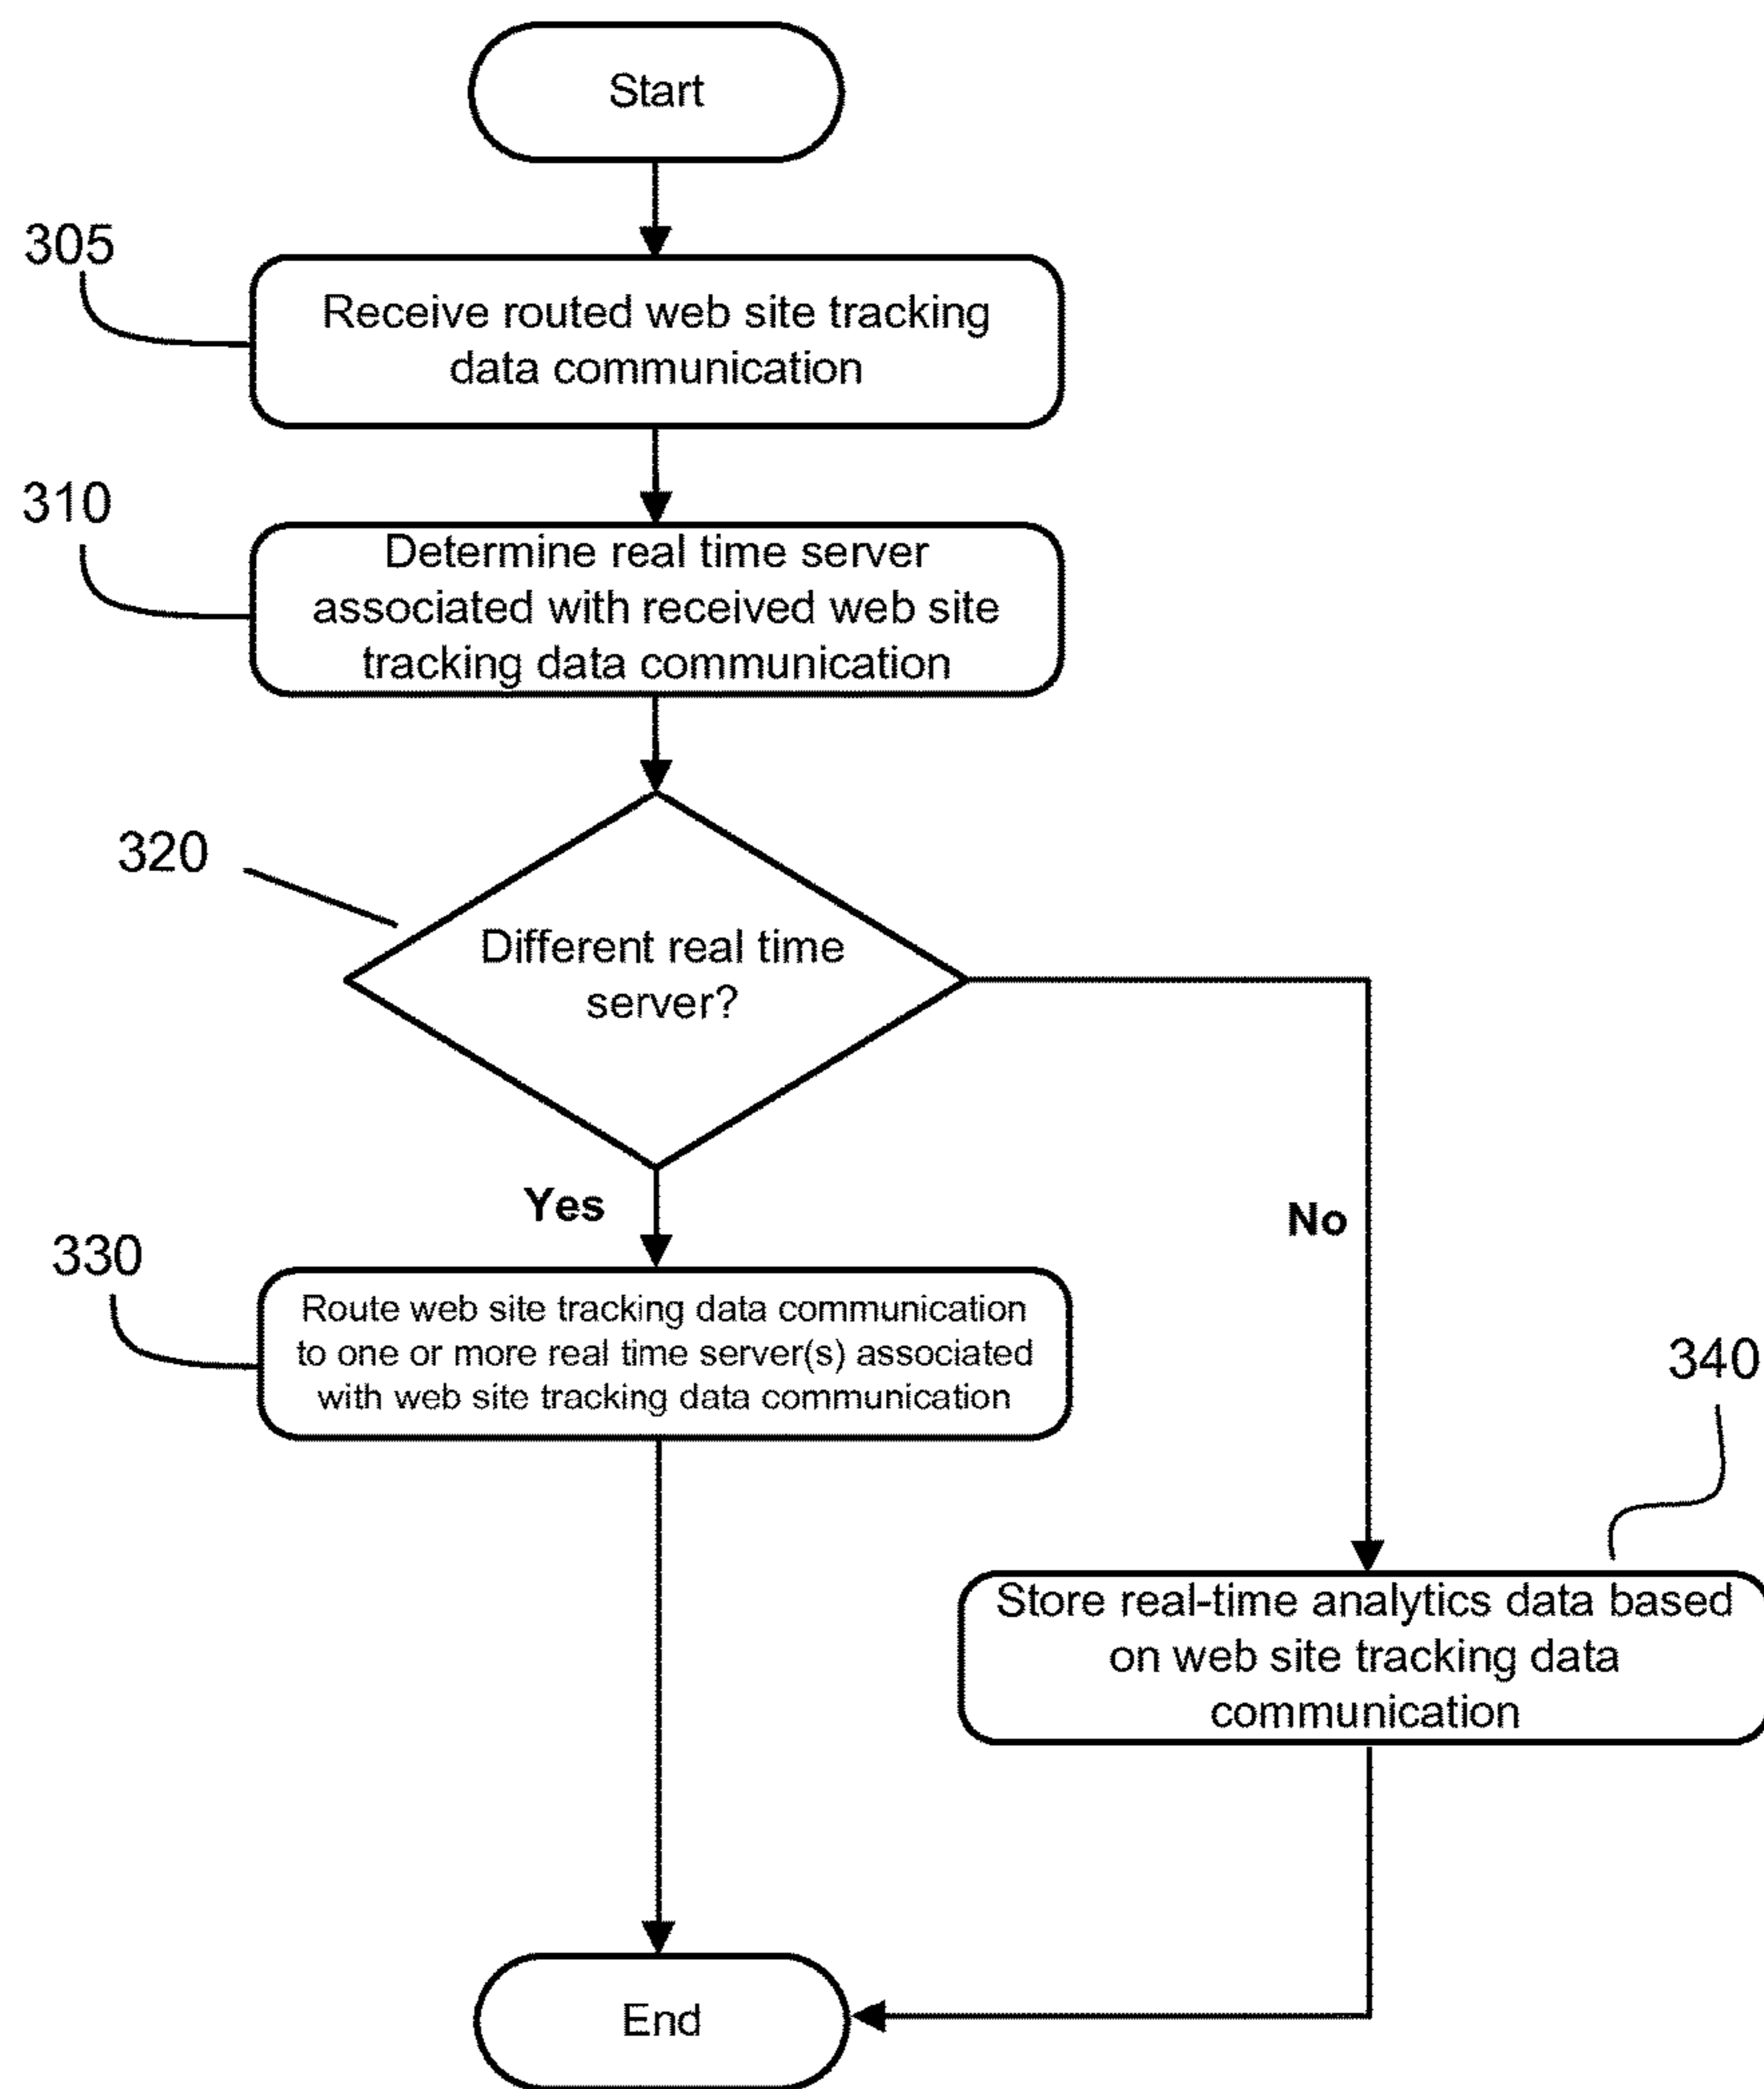 Start
305
Receive routed web site tracking
data communication
310
Determine real time server
associated with received web site
tracking data communication
320
Different real time
server?
Yes
No
330
Route web site tracking data communication
to one or more real time server(s) associated
with web site tracking data communication
340
Store real-time analytics data based
on web site tracking data
communication
End